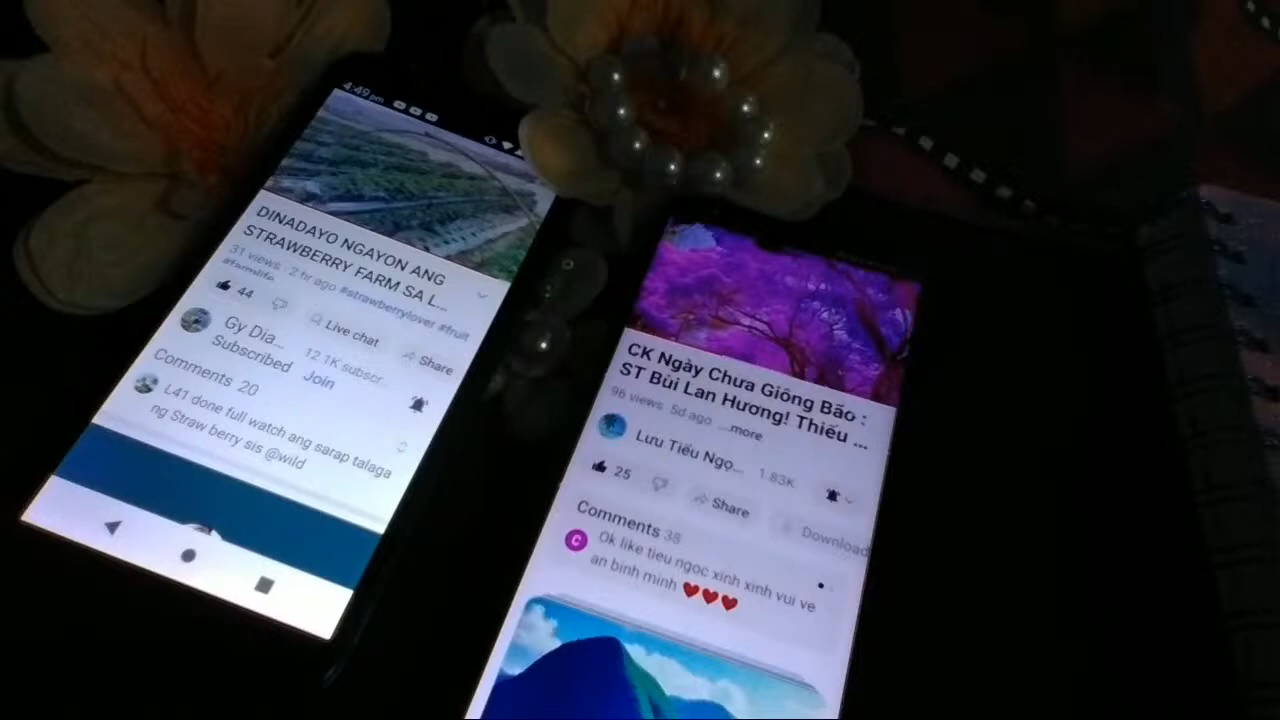 4:49 pm
DINADAYO NGAYON ANG
STRAWBERRY FARM SA L...
31 views · 2 hr ago #strawberrylover #fruit
#farmlife
44
Live chat
Share
Gy Dia...
12.1K subscr..
Subscribed
Join
Comments 20
L41 done full watch ang sarap talaga
ng Straw berry sis @wild
CK Ngày Chưa Giông Bão :
ST Bùi Lan Hương! Thiếu ...
96 views 5d ago ...more
Lưu Tiểu Ngọ...
1.83K
25
Share
Download
Comments 38
C
Ok like tieu ngoc xinh xinh vui ve
an binh minh ❤️❤️❤️